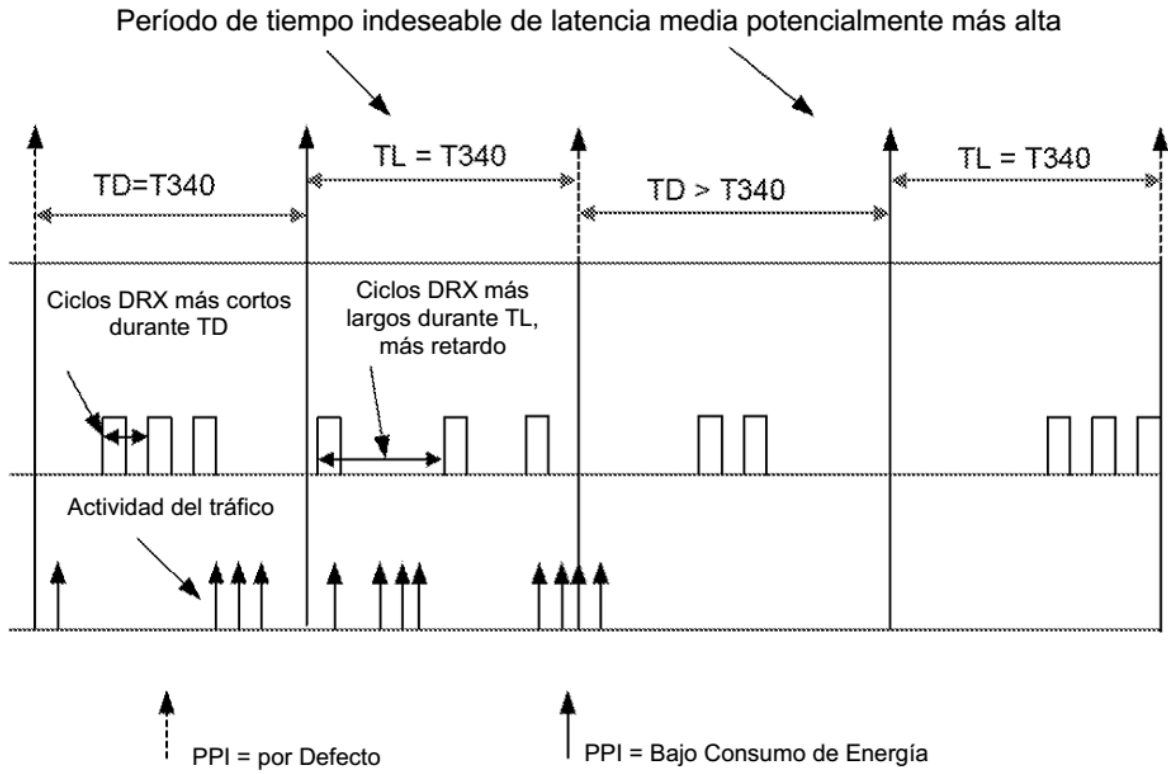 Período de tiempo indeseable de latencia media potencialmente más alta
TL = T340
TL = T340
TD=T340
TD > T340
Ciclos DRX más cortos
durante TD
Ciclos DRX más
largos durante TL,
más retardo
Actividad del tráfico
PPI = por Defecto
PPI = Bajo Consumo de Energía